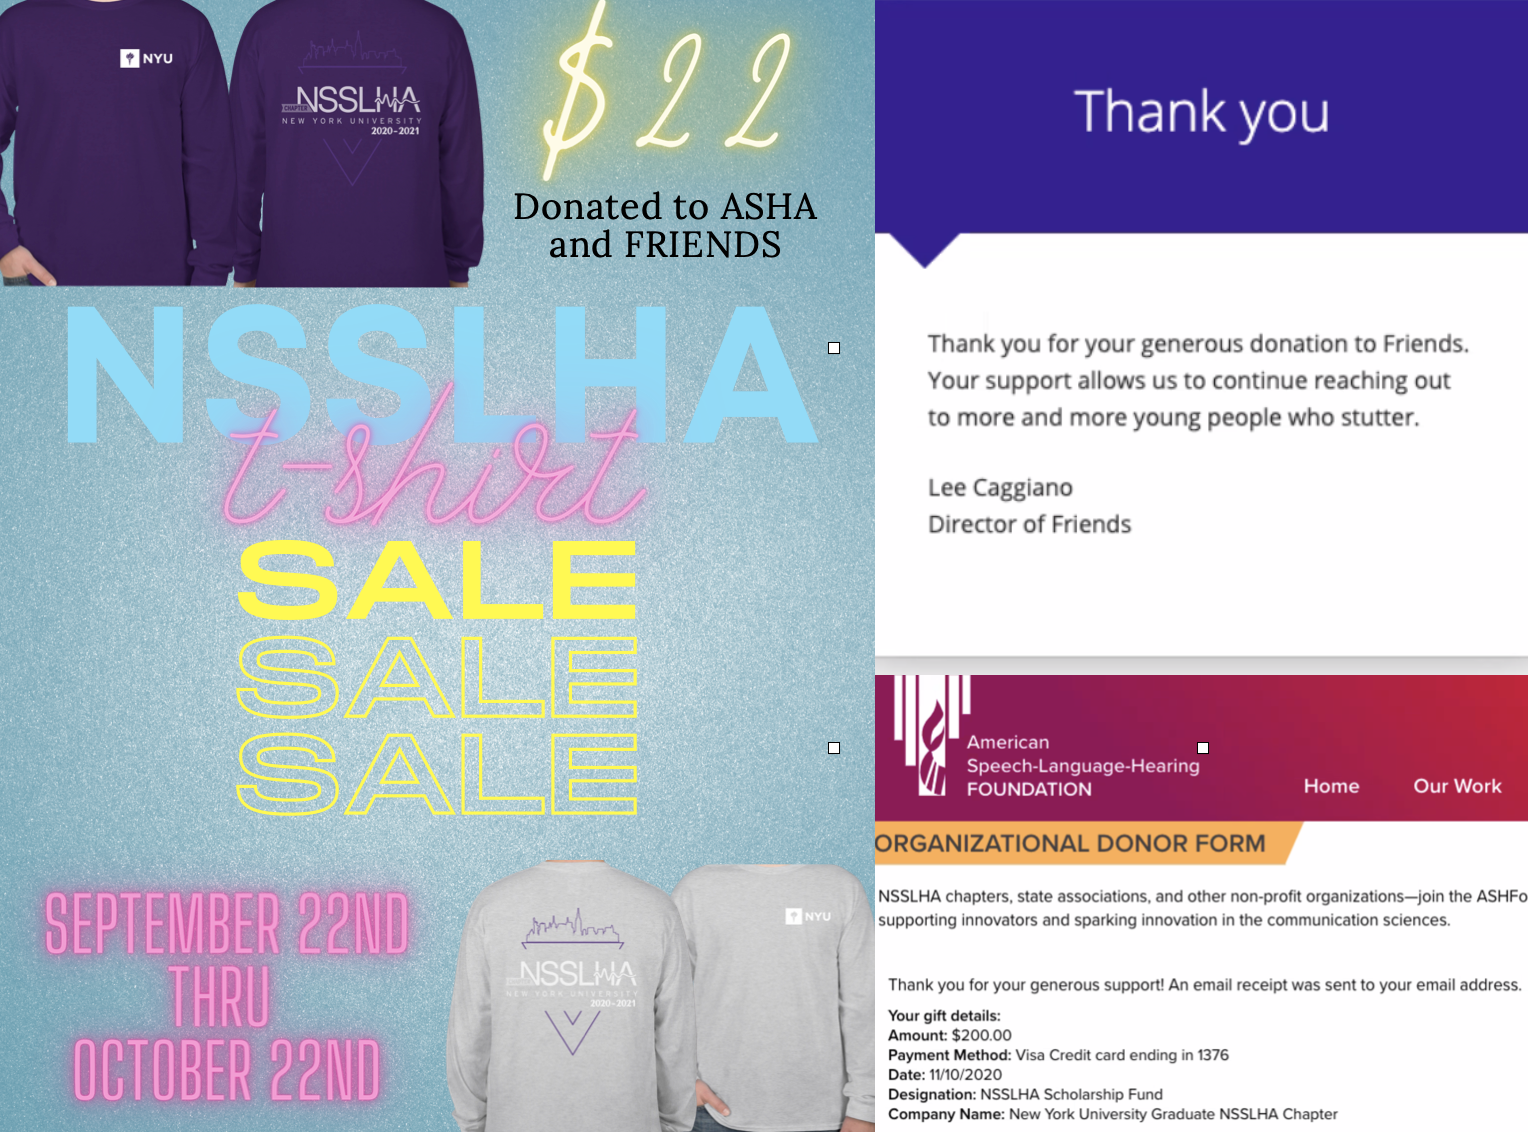 NYU
CHAPTER
NSSLHA
NEW YORK UNIVERSITY
2020-2021
$22
Donated to ASHA
and FRIENDS
NSSLHA
t-shirt
SALE
SALE
SALE
SEPTEMBER 22ND
THRU
OCTOBER 22ND
NSSLHA
NEW YORK UNIVERSITY
2020-2021
NYU
Thank you
Thank you for your generous donation to Friends.
Your support allows us to continue reaching out
to more and more young people who stutter.
Lee Caggiano
Director of Friends
American
Speech-Language-Hearing
FOUNDATION
Home Our Work
ORGANIZATIONAL DONOR FORM
NSSLHA chapters, state associations, and other non-profit organizations—join the ASHFo
supporting innovators and sparking innovation in the communication sciences.
Thank you for your generous support! An email receipt was sent to your email address.
Your gift details:
Amount: $200.00
Payment Method: Visa Credit card ending in 1376
Date: 11/10/2020
Designation: NSSLHA Scholarship Fund
Company Name: New York University Graduate NSSLHA Chapter